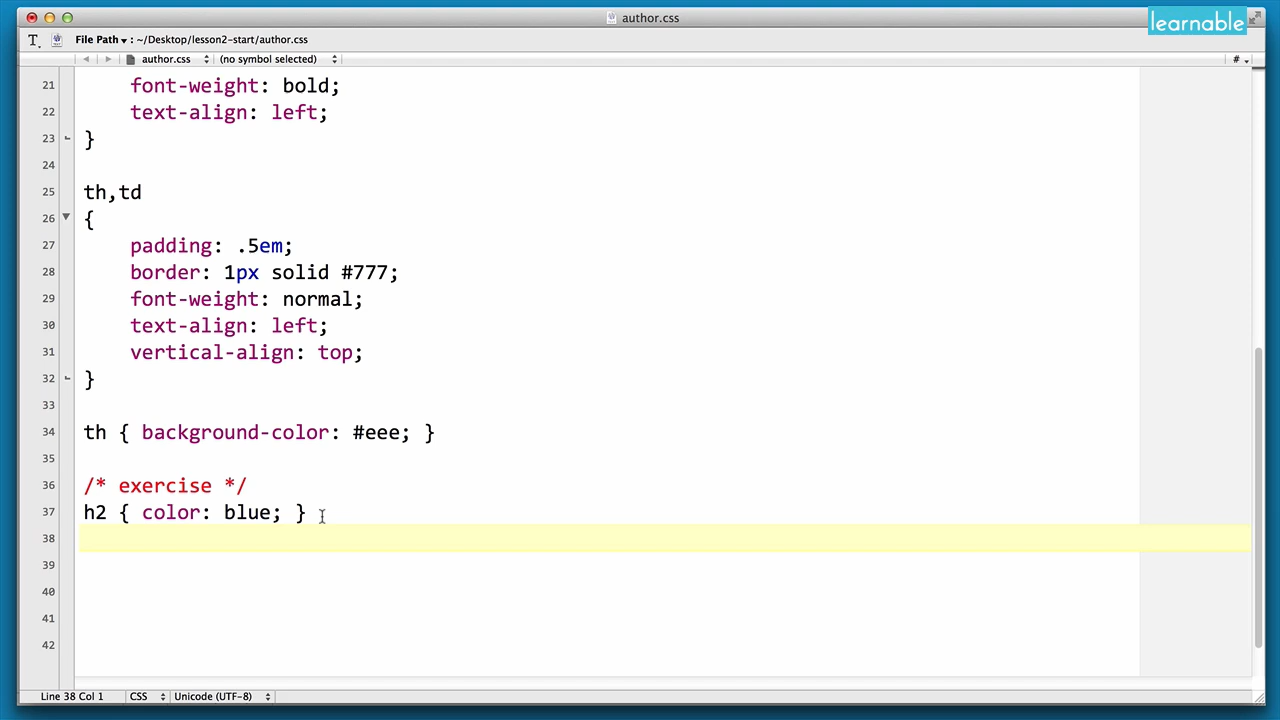 author.css
learnable
File Path : ~/Desktop/lesson2-start/author.css
author.css (no symbol selected) #
21 font-weight: bold;
22 text-align: left;
23 }
24
25 th,td
26 {
27 padding: .5em;
28 border: 1px solid #777;
29 font-weight: normal;
30 text-align: left;
31 vertical-align: top;
32 }
33
34 th { background-color: #eee; }
35
36 /* exercise */
37 h2 { color: blue; }
38
39
40
41
42
Line 38 Col 1 CSS Unicode (UTF-8)